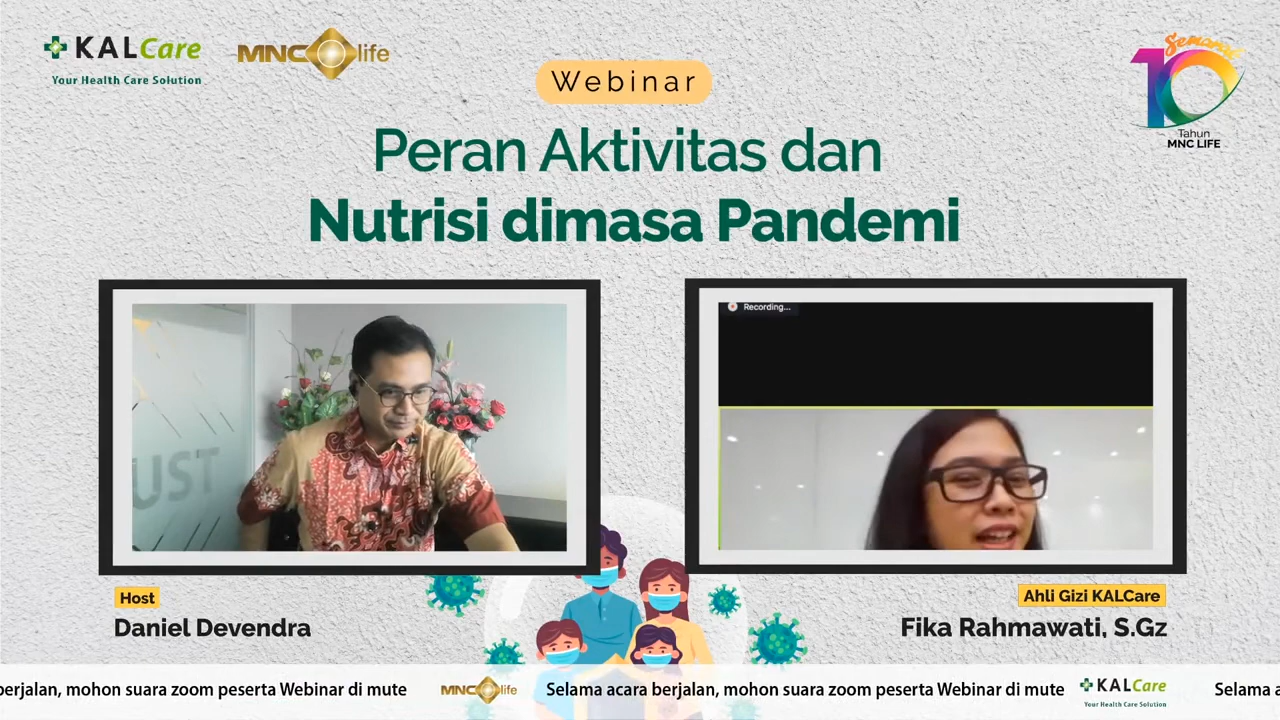 KALCare
Your Health Care Solution
MNC life
Semarak
10
Tahun
MNC LIFE
Webinar
Peran Aktivitas dan
Nutrisi dimasa Pandemi
UST
Recording...
Host
Daniel Devendra
Ahli Gizi KALCare
Fika Rahmawati, S.Gz
berjalan, mohon suara zoom peserta Webinar di mute MNC life Selama acara berjalan, mohon suara zoom peserta Webinar di mute KALCare Selama a
Your Health Care Solution